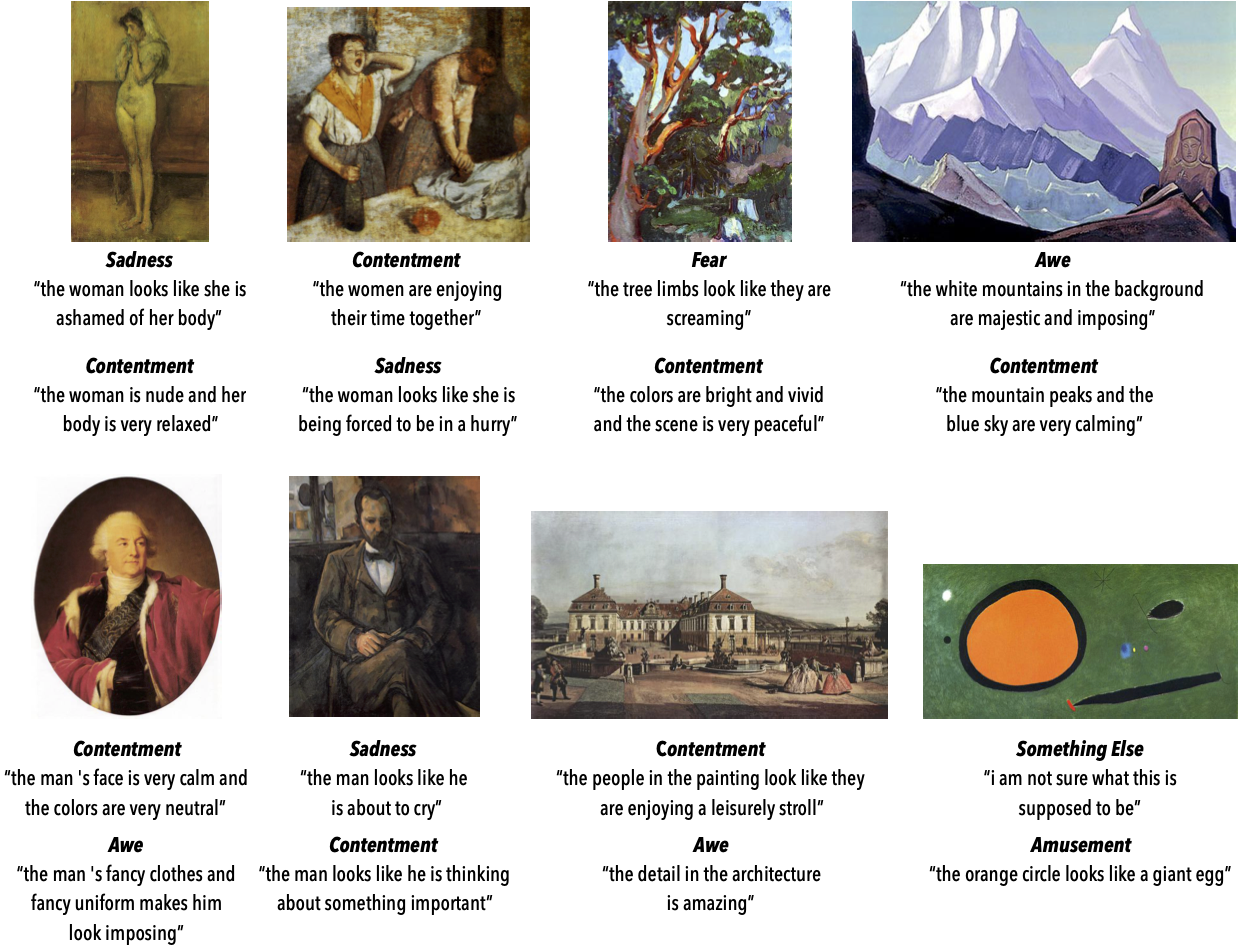 Sadness
“the woman looks like she is
ashamed of her body”
Contentment
“the woman is nude and her
body is very relaxed”
Contentment
“the women are enjoying
their time together”
Sadness
“the woman looks like she is
being forced to be in a hurry”
Fear
“the tree limbs look like they are
screaming”
Contentment
“the colors are bright and vivid
and the scene is very peaceful”
Awe
“the white mountains in the background
are majestic and imposing”
Contentment
“the mountain peaks and the
blue sky are very calming”
Contentment
“the man 's face is very calm and
the colors are very neutral”
Awe
“the man 's fancy clothes and
fancy uniform makes him
look imposing”
Sadness
“the man looks like he
is about to cry”
Contentment
“the man looks like he is thinking
about something important”
Contentment
“the people in the painting look like they
are enjoying a leisurely stroll”
Awe
“the detail in the architecture
is amazing”
Something Else
“i am not sure what this is
supposed to be”
Amusement
“the orange circle looks like a giant egg”